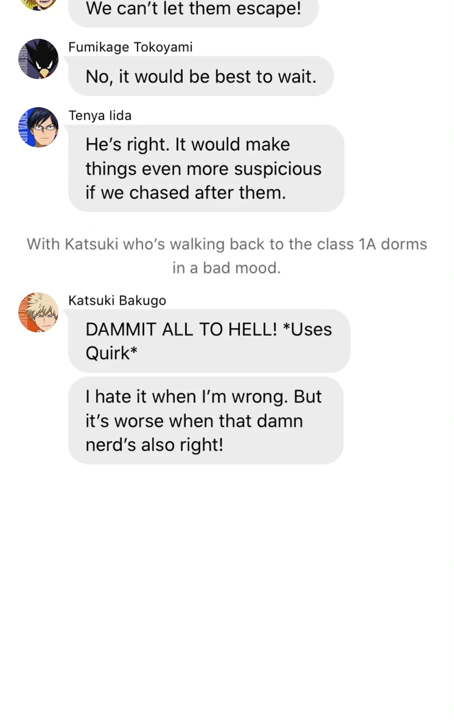 We can’t let them escape!
Fumikage Tokoyami
No, it would be best to wait.
Tenya Iida
He’s right. It would make
things even more suspicious
if we chased after them.
With Katsuki who’s walking back to the class 1A dorms
in a bad mood.
Katsuki Bakugo
DAMMIT ALL TO HELL! *Uses
Quirk*
I hate it when I’m wrong. But
it’s worse when that damn
nerd’s also right!